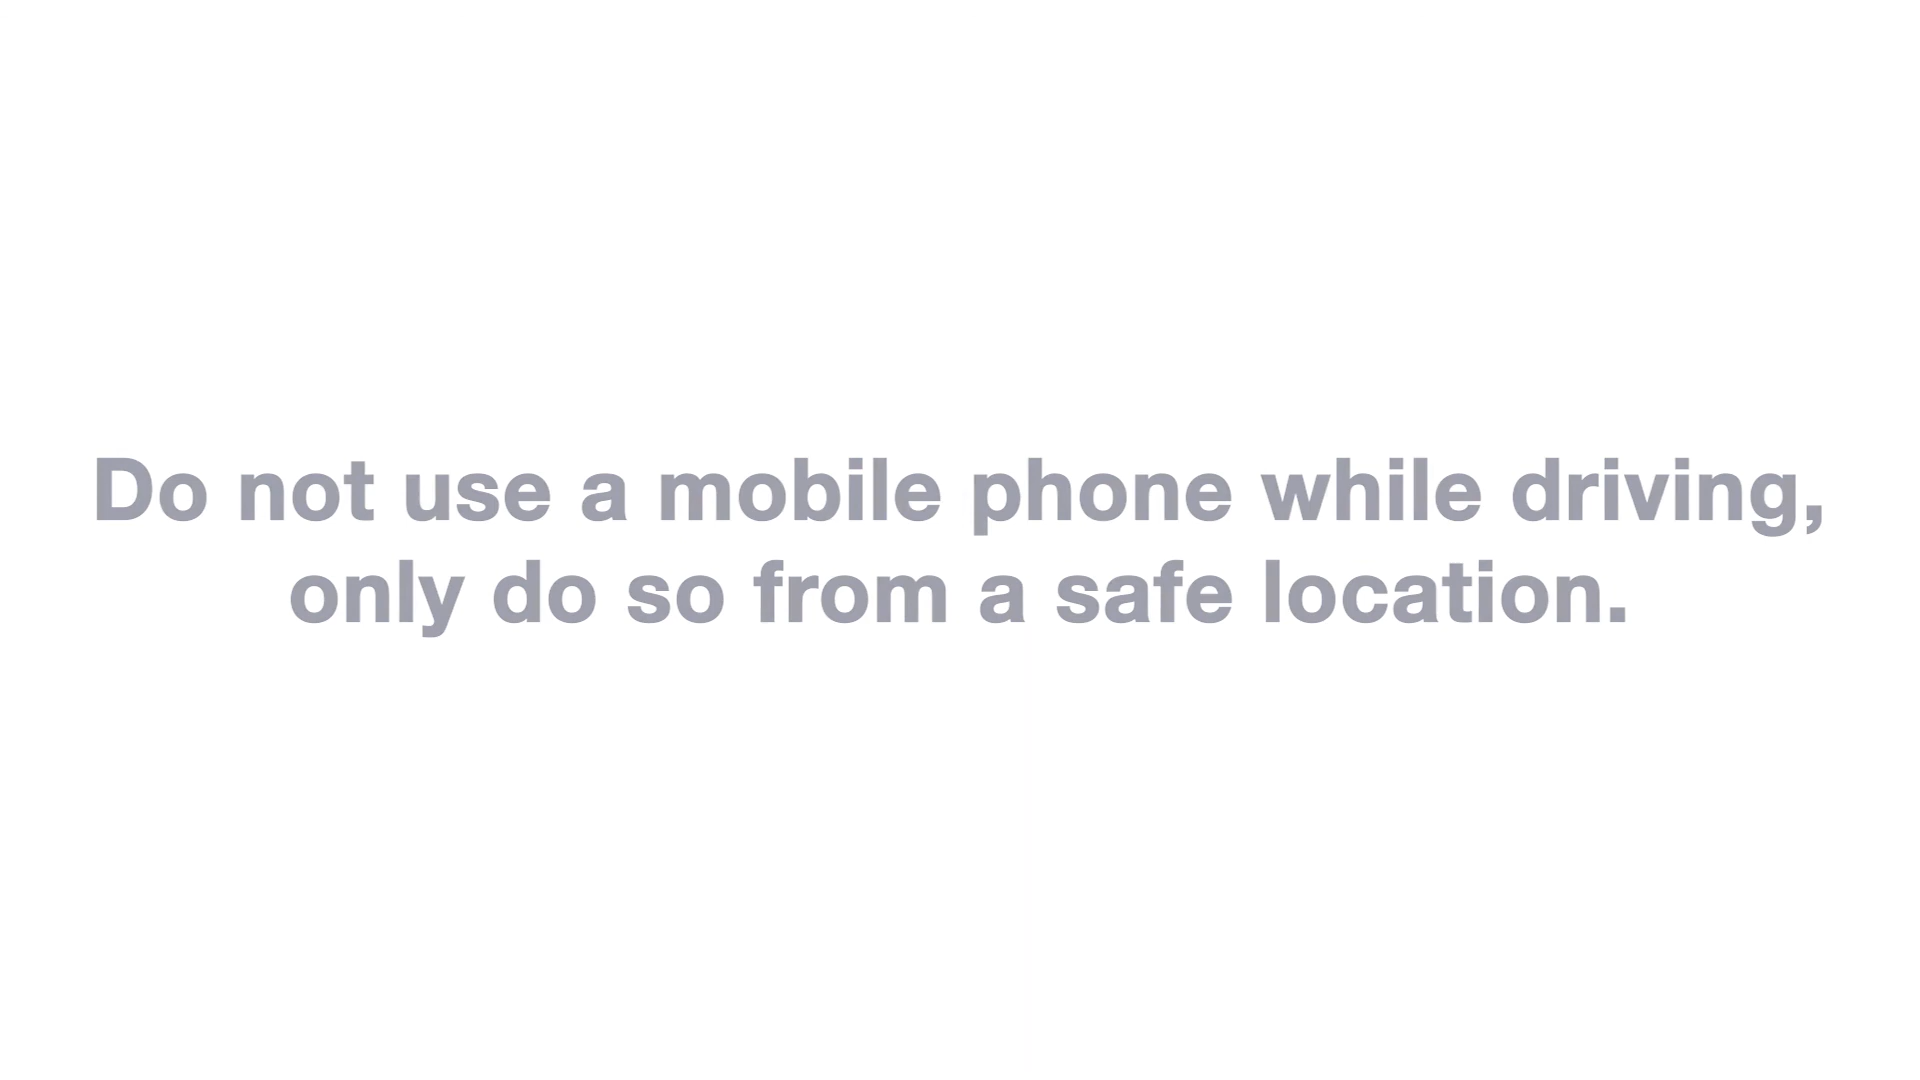 Do not use a mobile phone while driving,
only do so from a safe location.